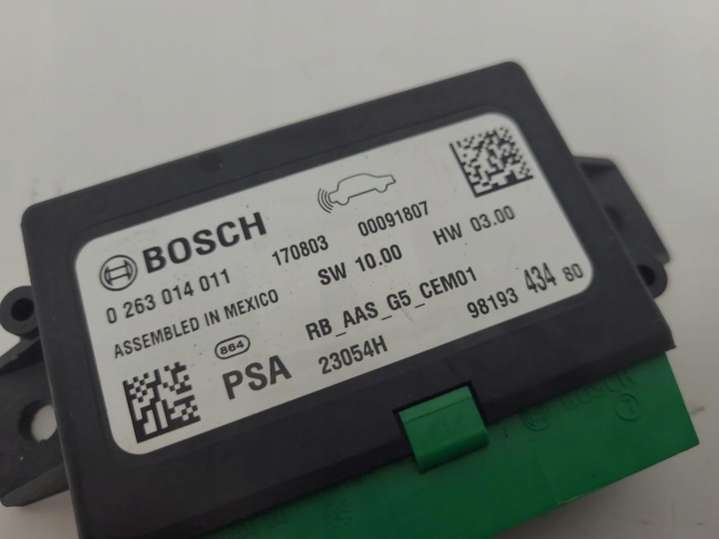 BOSCH
0 263 014 011
170803
00091807
ASSEMBLED IN MEXICO
SW 10.00
HW 03.00
864
PSA
RB_AAS_G5_CEM01
23054H
98193 434 80
BOSCH